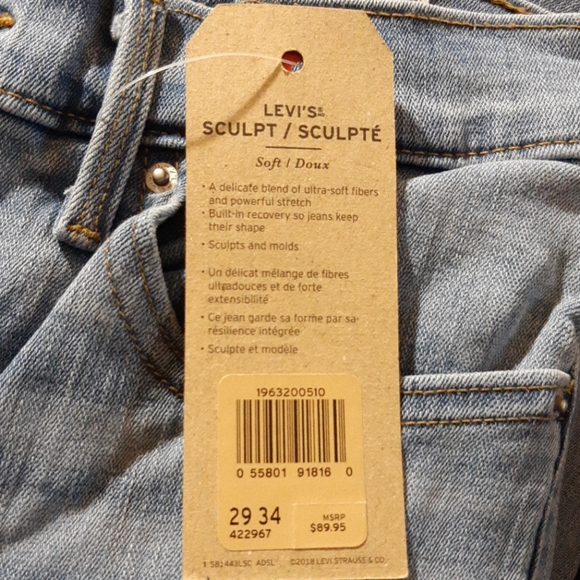 LEVI'S®
SCULPT / SCULPTÉ
Soft / Doux
• A delicate blend of ultra-soft fibers
and powerful stretch
• Built-in recovery so jeans keep
their shape
• Sculpts and molds
• Un délicat mélange de fibres
ultradouces et de forte
extensibilité
• Ce jean garde sa forme par sa-
résilience intégrée
• Sculpte et modèle
1963200510
0 55801 91816 0
29 34
MSRP
422967
$89.95
©2018 LEVI STRAUSS & CO.